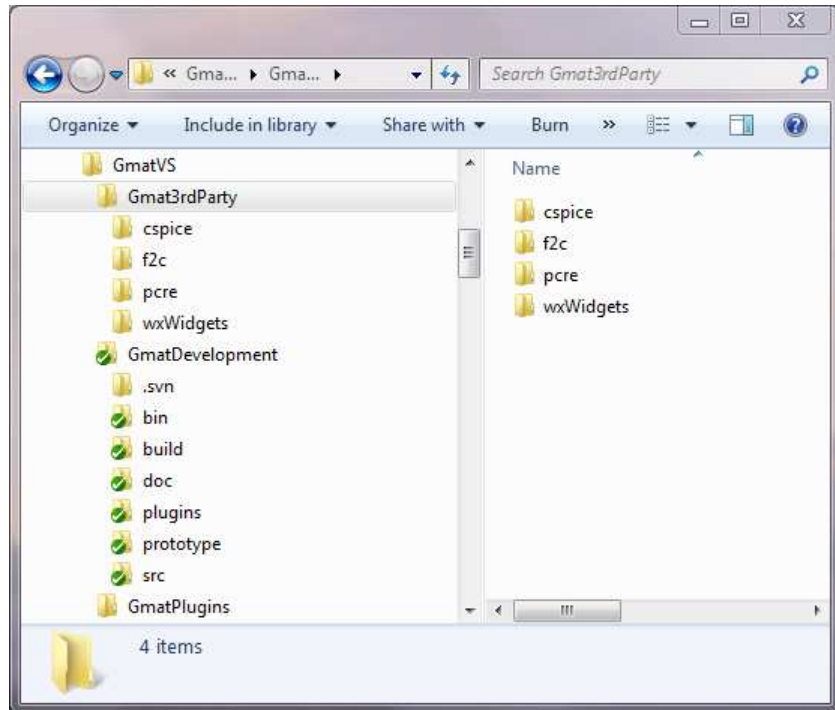 « Gma... Gma...
Search Gmat3rdParty
Organize Include in library Share with Burn »
GmatVS
Gmat3rdParty
cspice
f2c
pcre
wxWidgets
GmatDevelopment
.svn
bin
build
doc
plugins
prototype
src
GmatPlugins
Name
cspice
f2c
pcre
wxWidgets
4 items